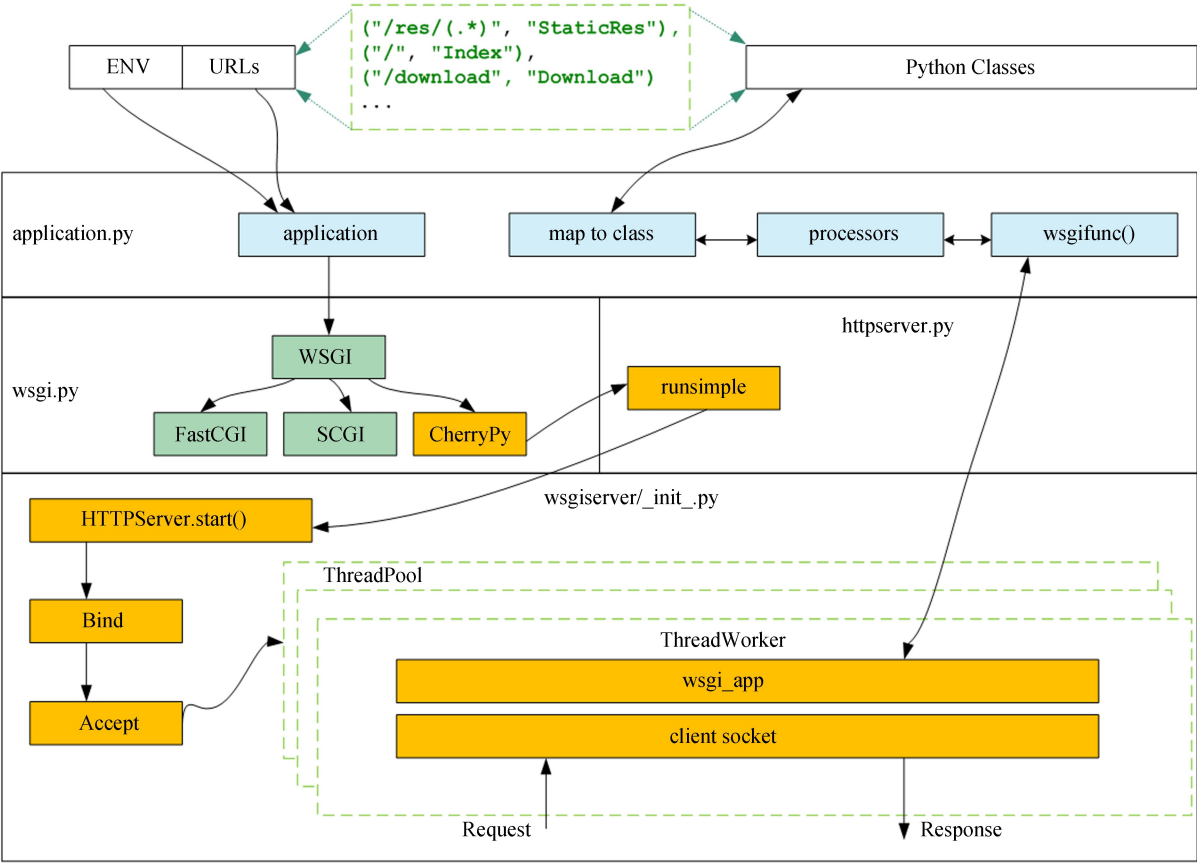 ("/res/(.*)", "StaticRes"),
("/", "Index"),
("/download", "Download")
...
ENV
URLs
Python Classes
application.py
application
map to class
processors
wsgifunc()
httpserver.py
WSGI
wsgi.py
runsimple
FastCGI
SCGI
CherryPy
wsgiserver/_init_.py
HTTPServer.start()
ThreadPool
Bind
ThreadWorker
wsgi_app
Accept
client socket
Request
Response